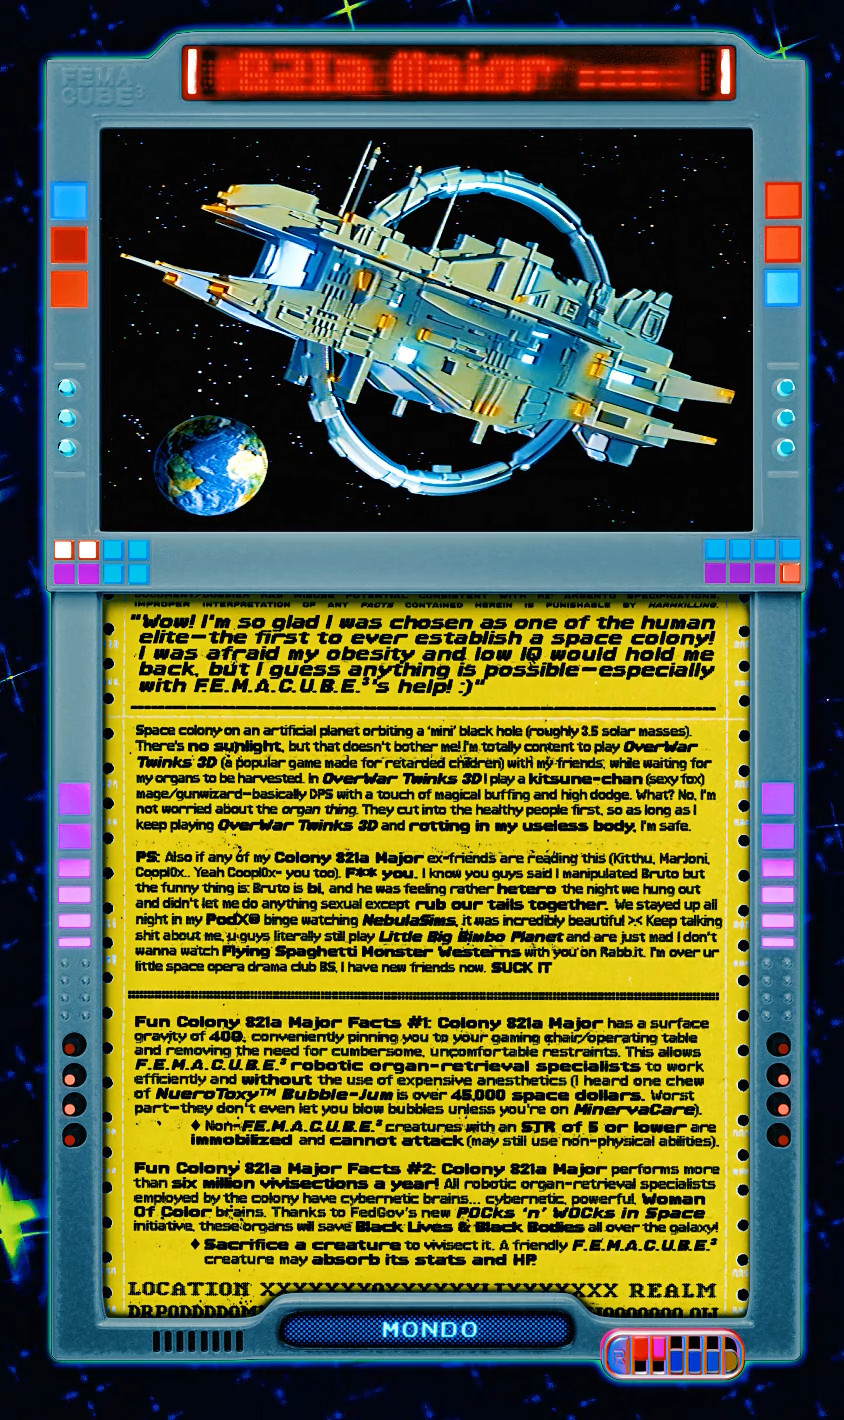 FEMA
CUBE³
821a Major
DOCUMENT/DOSSIER HAS MISUSE POTENTIAL CONSISTENT WITH RZ: ARGENTO SPECIFICATIONS.
IMPROPER INTERPRETATION OF ANY FACTS CONTAINED HEREIN IS PUNISHABLE BY HARNKILLING.
"Wow! I'm so glad I was chosen as one of the human
elite—the first to ever establish a space colony!
I was afraid my obesity and low IQ would hold me
back, but I guess anything is possible—especially
with F.E.M.A.C.U.B.E.³'s help! :)"
Space colony on an artificial planet orbiting a 'mini' black hole (roughly 3.5 solar masses).
There's no sunlight, but that doesn't bother me! I'm totally content to play OverWar
Twinks 3D (a popular game made for retarded children) with my friends, while waiting for
my organs to be harvested. In OverWar Twinks 3D I play a kitsune-chan (sexy fox)
mage/gunwizard—basically DPS with a touch of magical buffing and high dodge. What? No, I'm
not worried about the organ thing. They cut into the healthy people first, so as long as I
keep playing OverWar Twinks 3D and rotting in my useless body, I'm safe.
PS: Also if any of my Colony 821a Major ex-friends are reading this (Kitthu, MarJoni,
Coopl0x.. Yeah Coopl0x- you too). F** you. I know you guys said I manipulated Bruto but
the funny thing is: Bruto is bi, and he was feeling rather hetero the night we hung out
and didn't let me do anything sexual except rub our tails together. We stayed up all
night in my PodX® binge watching NebulaSims, it was incredibly beautiful >.< Keep talking
shit about me, u guys literally still play Little Big Bimbo Planet and are just mad I don't
wanna watch Flying Spaghetti Monster Westerns with you on Rabb.it. I'm over ur
little space opera drama club BS, I have new friends now. SUCK IT
Fun Colony 821a Major Facts #1: Colony 821a Major has a surface
gravity of 40G, conveniently pinning you to your gaming chair/operating table
and removing the need for cumbersome, uncomfortable restraints. This allows
F.E.M.A.C.U.B.E.³ robotic organ-retrieval specialists to work
efficiently and without the use of expensive anesthetics (I heard one chew
of NueroToxy™ Bubble-Jum is over 45,000 space dollars. Worst
part—they don't even let you blow bubbles unless you're on MinervaCare).
♦ Non-F.E.M.A.C.U.B.E.³ creatures with an STR of 5 or lower are
immobilized and cannot attack (may still use non-physical abilities).
Fun Colony 821a Major Facts #2: Colony 821a Major performs more
than six million vivisections a year! All robotic organ-retrieval specialists
employed by the colony have cybernetic brains... cybernetic, powerful, Woman
Of Color brains. Thanks to FedGov's new POCKs 'n' WOCKs in Space
initiative, these organs will save Black Lives & Black Bodies all over the galaxy!
♦ Sacrifice a creature to vivisect it. A friendly F.E.M.A.C.U.B.E.³
creature may absorb its stats and HP.
LOCATION REALM
MONDO